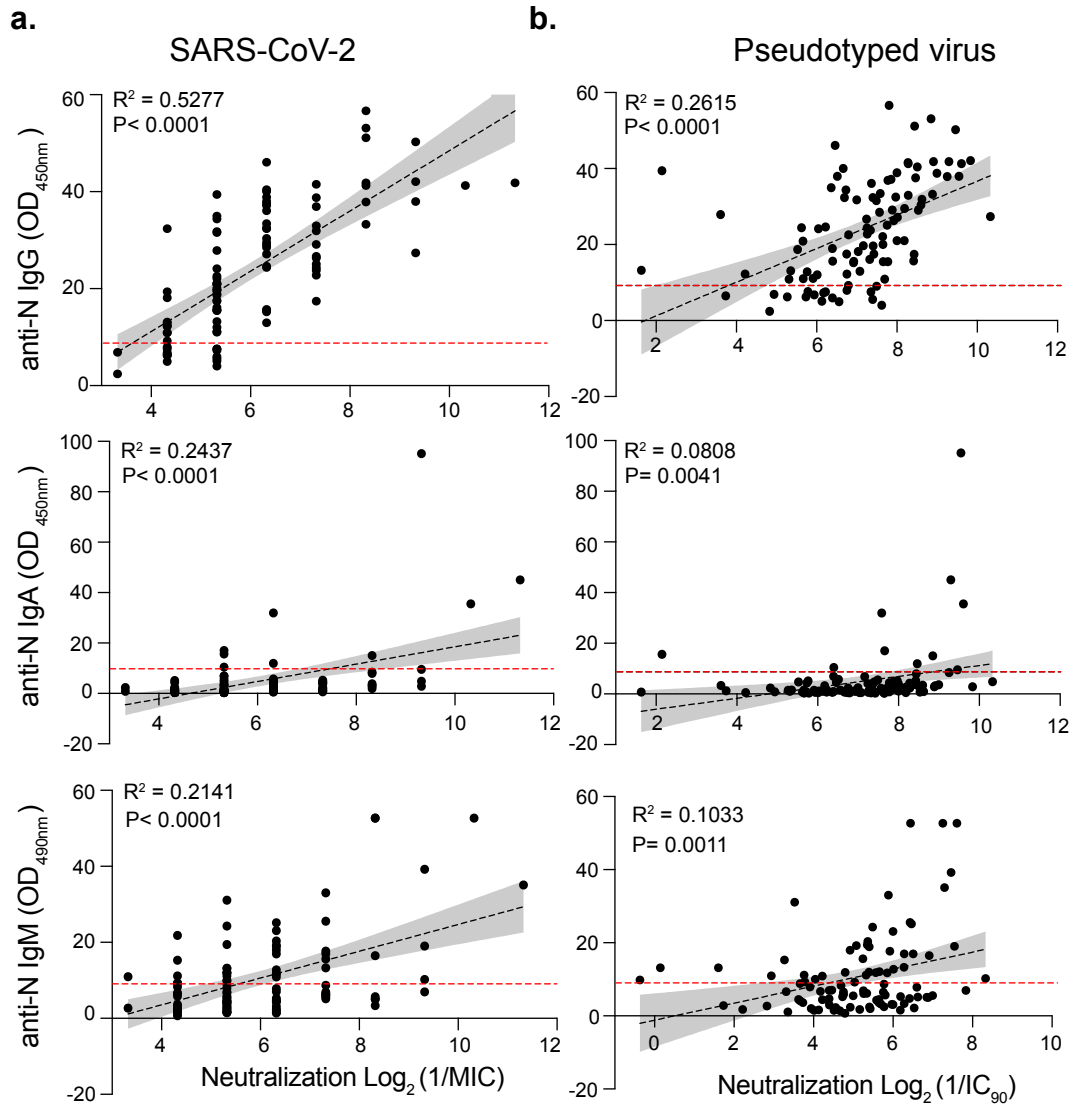 a.
SARS-CoV-2
b.
Pseudotyped virus
R² = 0.5277
P< 0.0001
anti-N IgG (OD450nm)
60
40
20
0
4 6 8 10 12
R² = 0.2615
P< 0.0001
60
40
20
0
-20
2 4 6 8 10 12
R² = 0.2437
P< 0.0001
anti-N IgA (OD450nm)
100
80
60
40
20
0
-20
4 6 8 10 12
R² = 0.0808
P= 0.0041
100
80
60
40
20
0
-20
2 4 6 8 10 12
R² = 0.2141
P< 0.0001
anti-N IgM (OD490nm)
60
40
20
0
-20
4 6 8 10 12
Neutralization Log2 (1/MIC)
R² = 0.1033
P= 0.0011
60
40
20
0
-20
0 2 4 6 8 10
Neutralization Log2 (1/IC90)